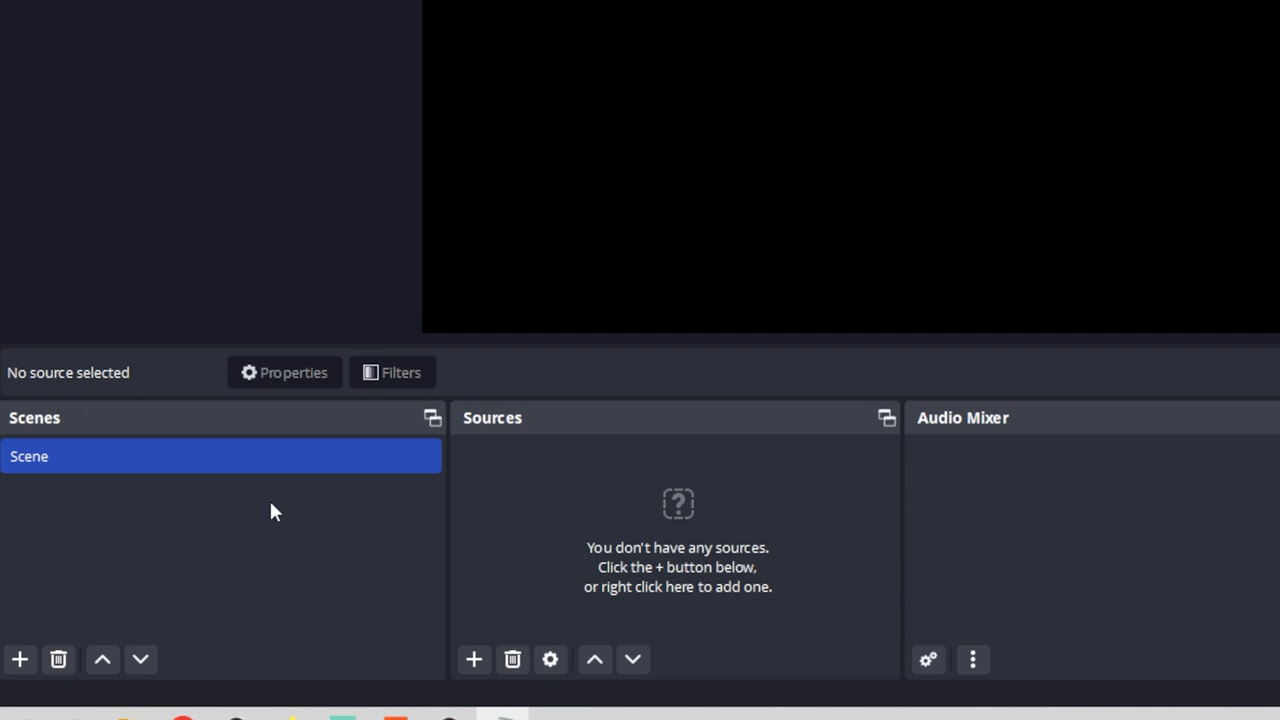 No source selected
Properties
Filters
Scenes
Sources
Audio Mixer
Scene
You don't have any sources.
Click the + button below,
or right click here to add one.